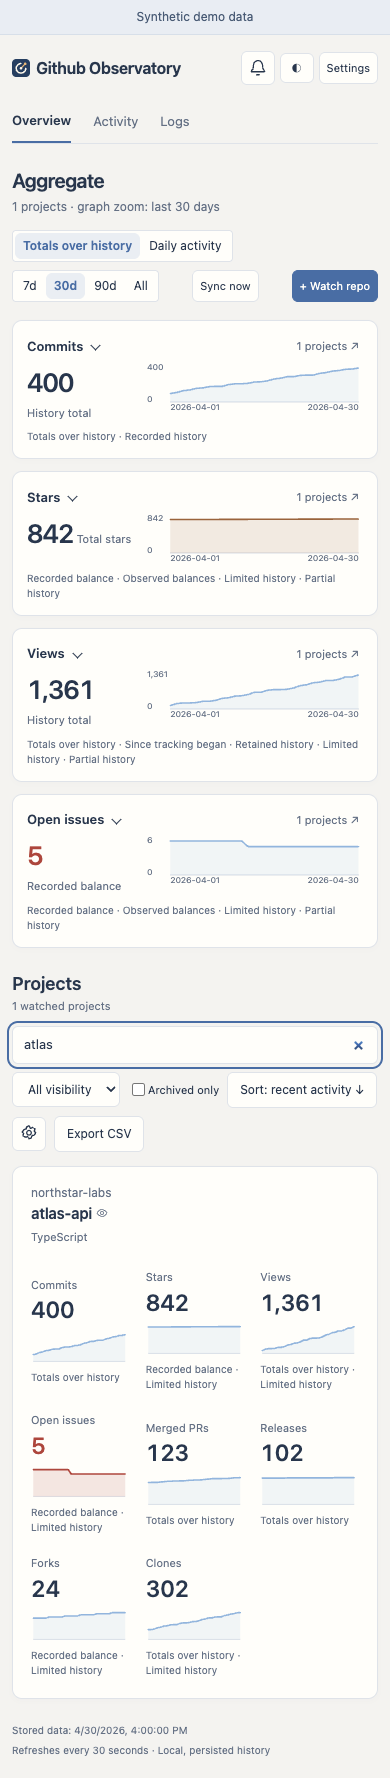 Synthetic demo data
Github Observatory
Settings
Overview Activity Logs
Aggregate
1 projects · graph zoom: last 30 days
Totals over history Daily activity
7d 30d 90d All Sync now + Watch repo
Commits 1 projects ↗
400
History total
400
0
2026-04-01 2026-04-30
Totals over history · Recorded history
Stars 1 projects ↗
842 Total stars
842
0
2026-04-01 2026-04-30
Recorded balance · Observed balances · Limited history · Partial
history
Views 1 projects ↗
1,361
History total
1,361
0
2026-04-01 2026-04-30
Totals over history · Since tracking began · Retained history · Limited
history · Partial history
Open issues 1 projects ↗
5
Recorded balance
6
0
2026-04-01 2026-04-30
Recorded balance · Observed balances · Limited history · Partial
history
Projects
1 watched projects
atlas ×
All visibility Archived only Sort: recent activity ↓
Export CSV
northstar-labs
atlas-api
TypeScript
Commits
400
Totals over history
Stars
842
Recorded balance ·
Limited history
Views
1,361
Totals over history ·
Limited history
Open issues
5
Recorded balance ·
Limited history
Merged PRs
123
Totals over history
Releases
102
Totals over history
Forks
24
Recorded balance ·
Limited history
Clones
302
Totals over history ·
Limited history
Stored data: 4/30/2026, 4:00:00 PM
Refreshes every 30 seconds · Local, persisted history